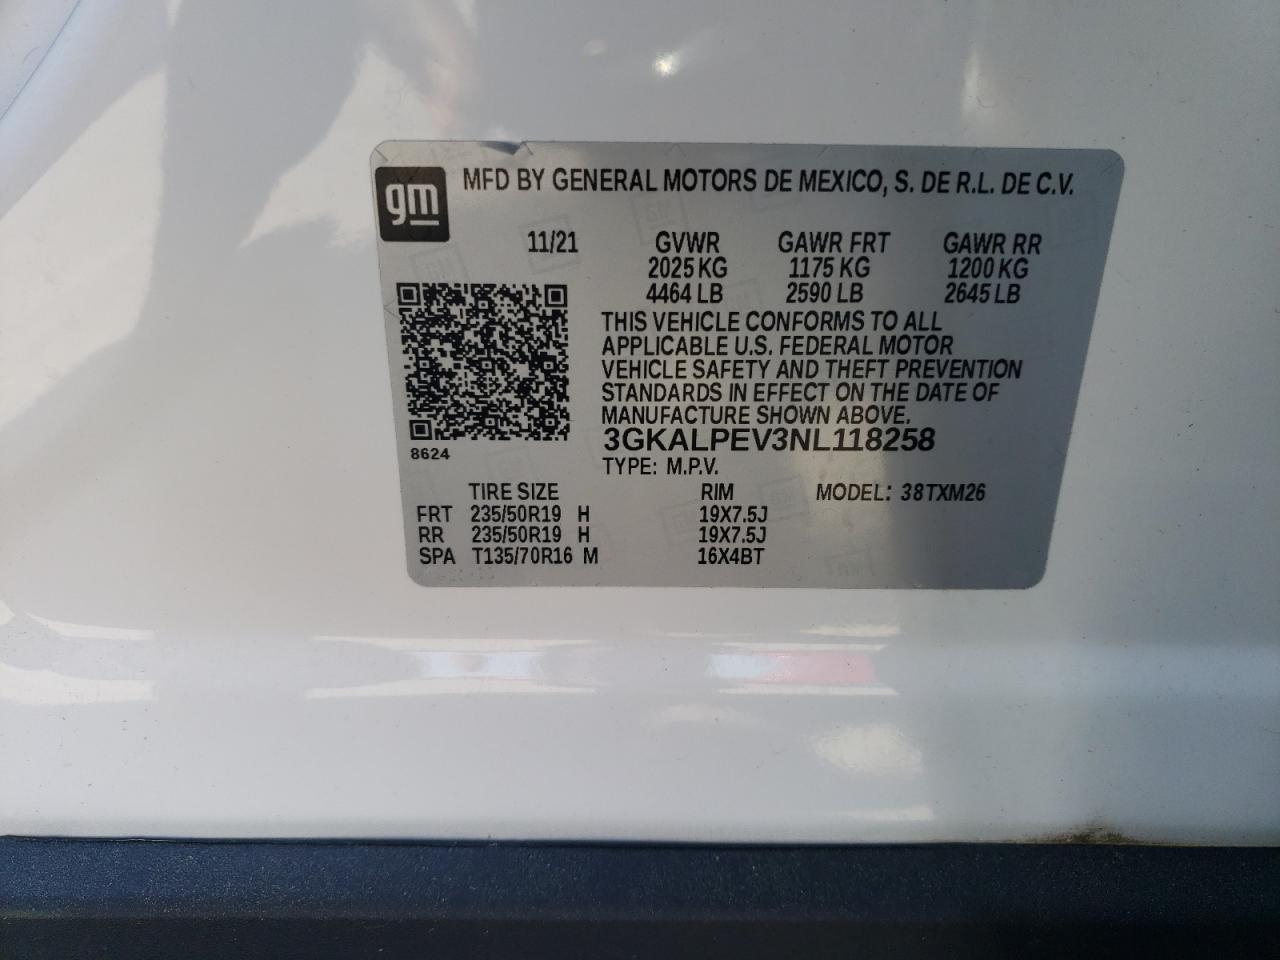 gm
MFD BY GENERAL MOTORS DE MEXICO, S. DE R.L. DE C.V.
11/21 GVWR GAWR FRT GAWR RR
2025 KG 1175 KG 1200 KG
4464 LB 2590 LB 2645 LB
THIS VEHICLE CONFORMS TO ALL
APPLICABLE U.S. FEDERAL MOTOR
VEHICLE SAFETY AND THEFT PREVENTION
STANDARDS IN EFFECT ON THE DATE OF
MANUFACTURE SHOWN ABOVE.
3GKALPEV3NL118258
8624
TYPE: M.P.V.
TIRE SIZE RIM MODEL: 38TXM26
FRT 235/50R19 H 19X7.5J
RR 235/50R19 H 19X7.5J
SPA T135/70R16 M 16X4BT